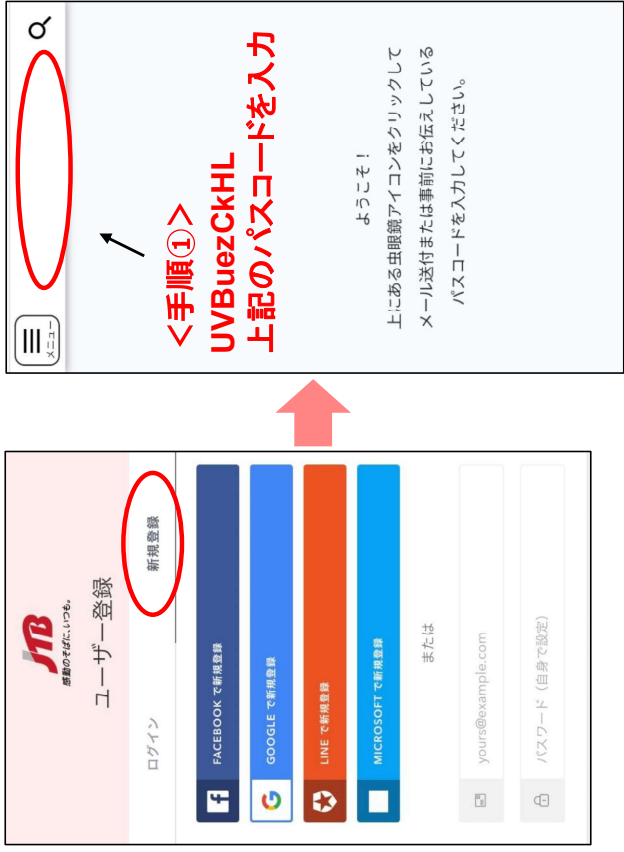 JTB
感動のそばに、いつも。
ユーザー登録
ログイン
新規登録
FACEBOOK で新規登録
GOOGLE で新規登録
LINE で新規登録
MICROSOFT で新規登録
または
yours@example.com
パスワード（自身で設定）
メニュー
＜手順①＞
UVBuezCkHL
上記のパスコードを入力
ようこそ！
上にある虫眼鏡アイコンをクリックして
メール送付または事前にお伝えしている
パスコードを入力してください。